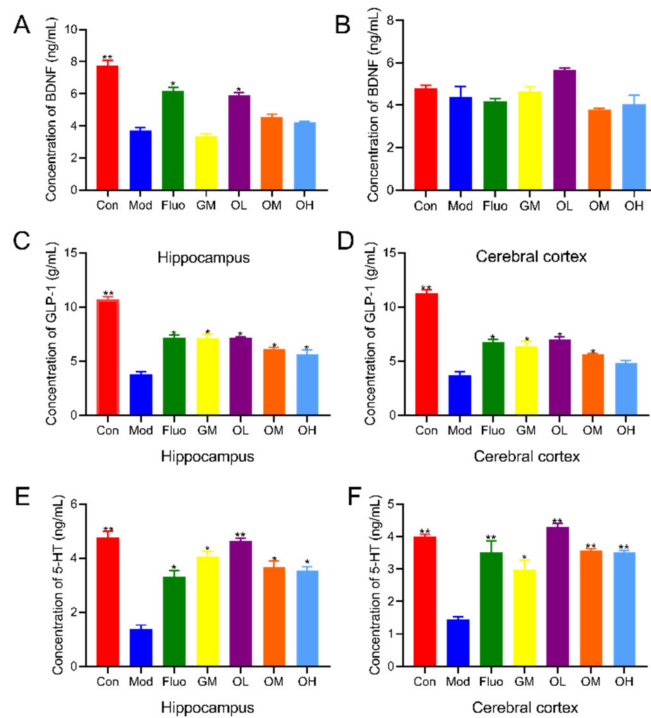 A
Concentration of BDNF (ng/mL)
8
6
4
2
0
**
*
*
Con Mod Fluo GM OL OM OH
Hippocampus
B
Concentration of BDNF (ng/mL)
8
6
4
2
0
Con Mod Fluo GM OL OM OH
Cerebral cortex
C
Concentration of GLP-1 (g/mL)
15
10
5
0
**
*
*
*
*
*
Con Mod Fluo GM OL OM OH
Hippocampus
D
Concentration of GLP-1 (g/mL)
15
10
5
0
**
*
*
*
*
Con Mod Fluo GM OL OM OH
Cerebral cortex
E
Concentration of 5-HT (ng/mL)
6
4
2
0
**
*
*
**
*
*
Con Mod Fluo GM OL OM OH
Hippocampus
F
Concentration of 5-HT (ng/mL)
5
4
3
2
1
0
**
**
*
**
**
**
Con Mod Fluo GM OL OM OH
Cerebral cortex